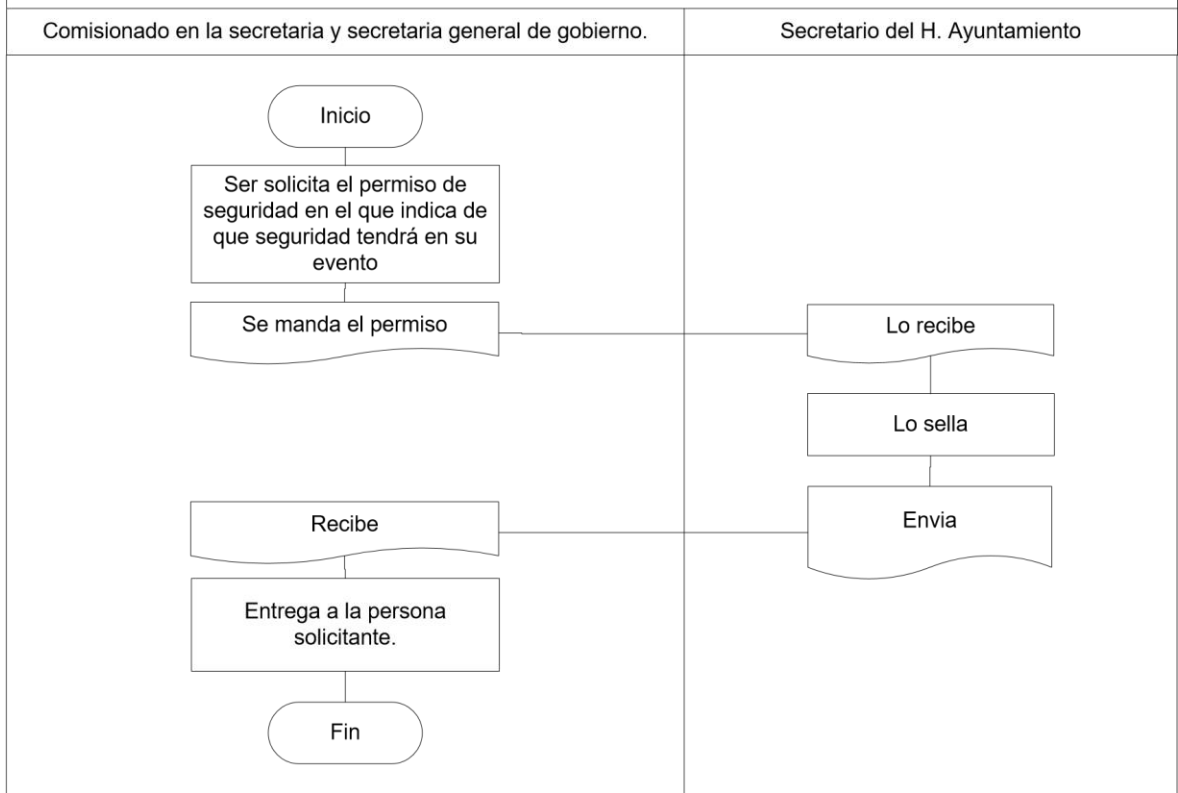 Comisionado en la secretaria y secretaria general de gobierno.
Secretario del H. Ayuntamiento
Inicio
Ser solicita el permiso de
seguridad en el que indica de
que seguridad tendrá en su
evento
Se manda el permiso
Lo recibe
Lo sella
Envia
Recibe
Entrega a la persona
solicitante.
Fin